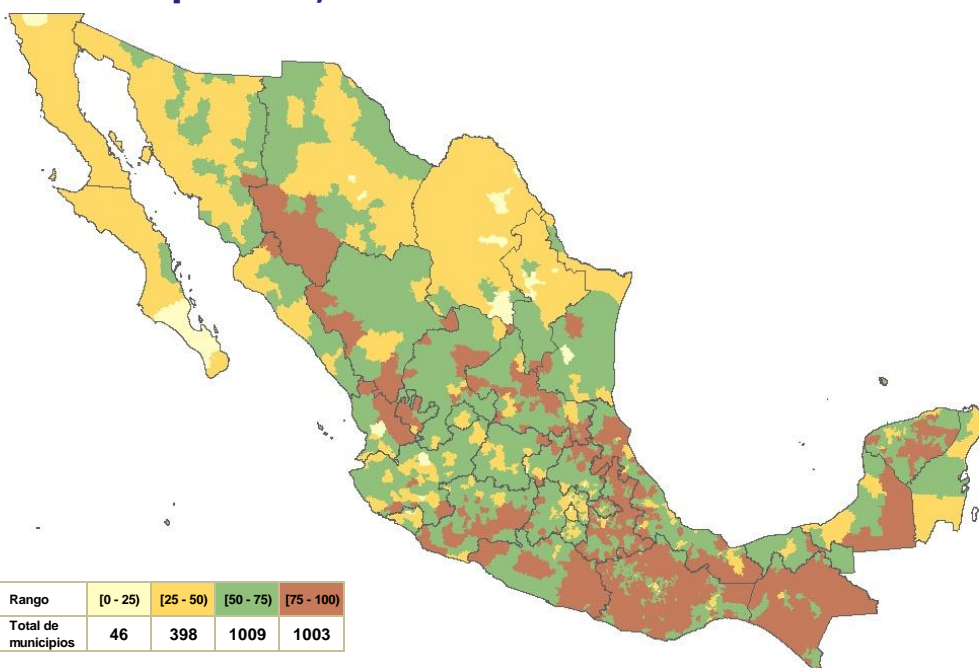 Rango [0 - 25) [25 - 50) [50 - 75) [75 - 100)
Total de
municipios 46 398 1009 1003